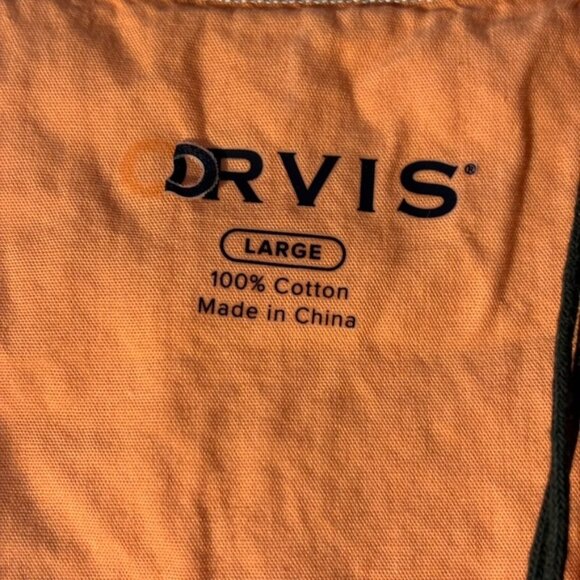 ORVIS®
LARGE
100% Cotton
Made in China